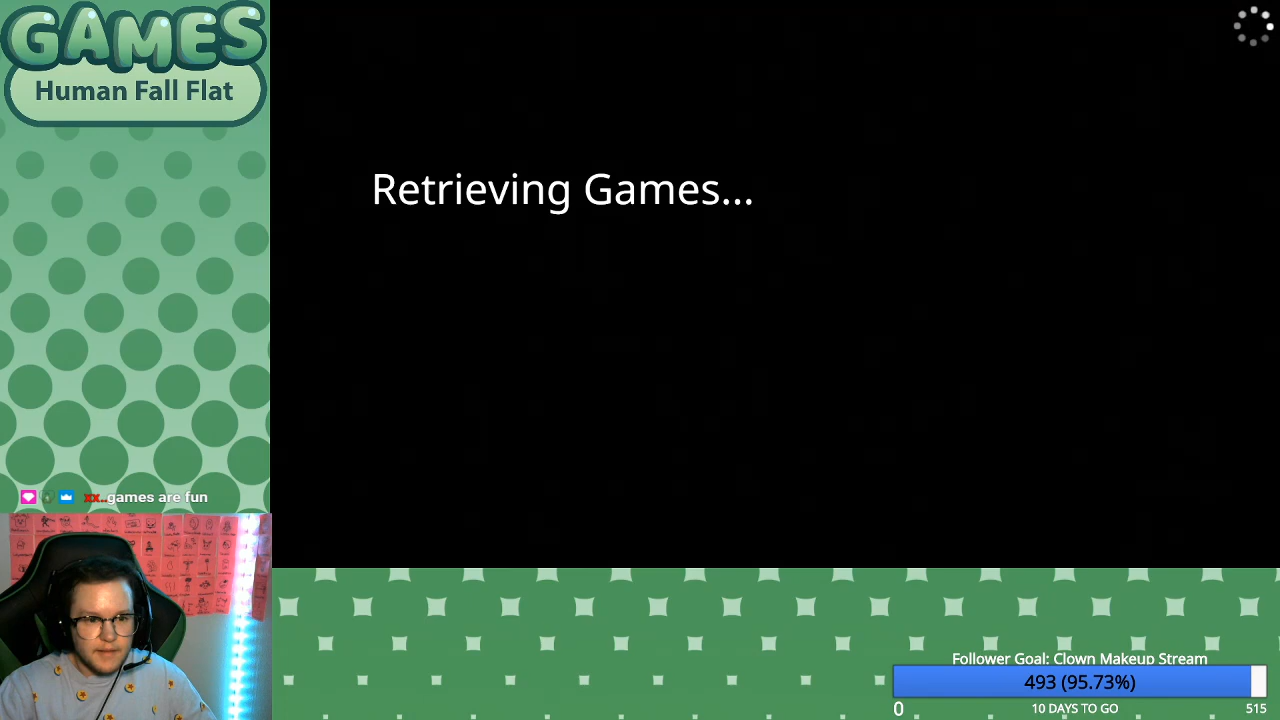 GAMES
Human Fall Flat
Retrieving Games...
xx..games are fun
Follower Goal: Clown Makeup Stream
493 (95.73%)
0
10 DAYS TO GO
515